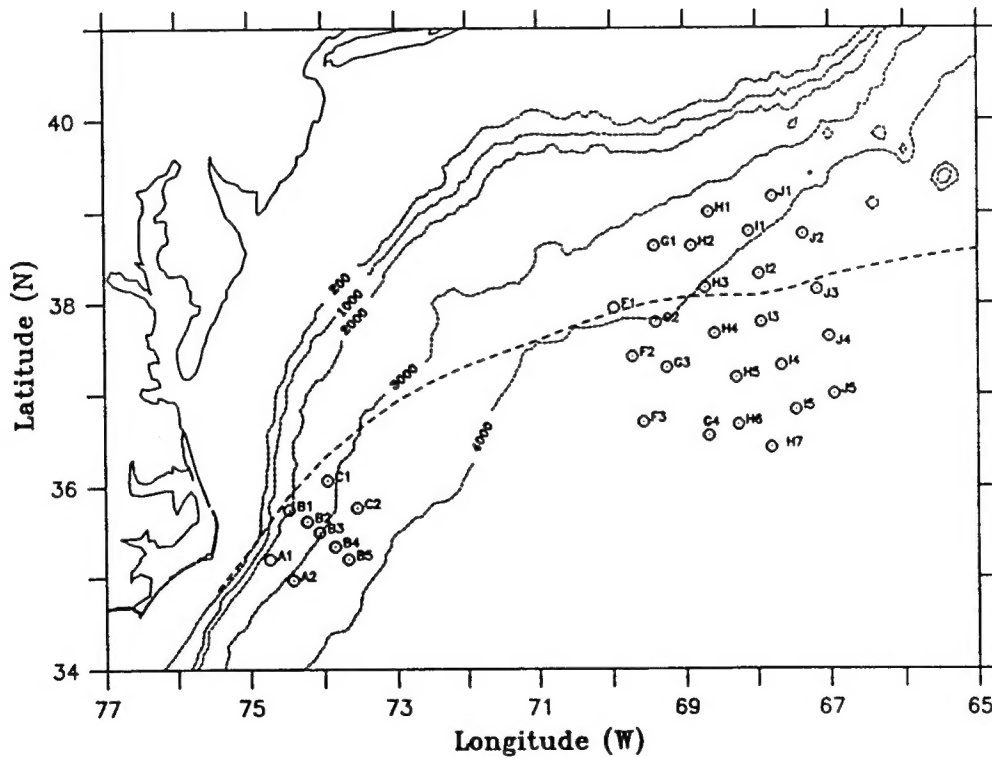 40
38
36
34
Latitude (N)
77
75
73
71
69
67
65
Longitude (W)
200
1000
2000
3000
4000
J1
H1
I1
G1
H2
J2
I2
H3
J3
E1
G2
I3
H4
J4
F2
G3
I4
H5
J5
I5
F3
G4
H6
H7
C1
B1
C2
B2
B3
B4
A1
B5
A2